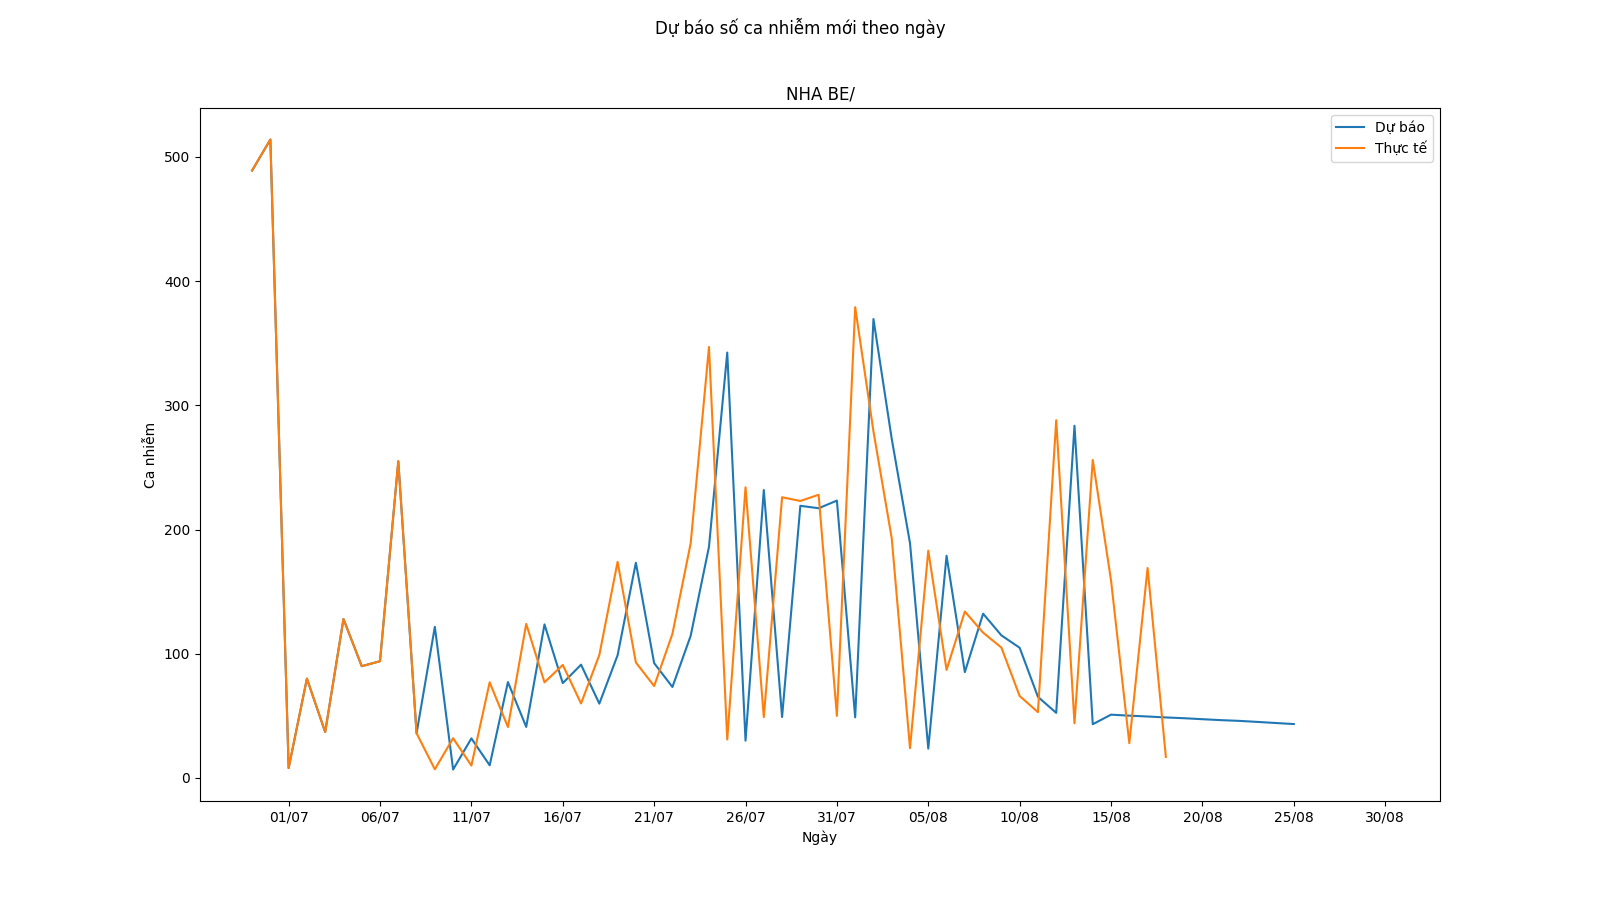 Dự báo số ca nhiễm mới theo ngày
NHA BE/
Dự báo
Thực tế
500
400
300
200
100
0
Ca nhiễm
01/07 06/07 11/07 16/07 21/07 26/07 31/07 05/08 10/08 15/08 20/08 25/08 30/08
Ngày